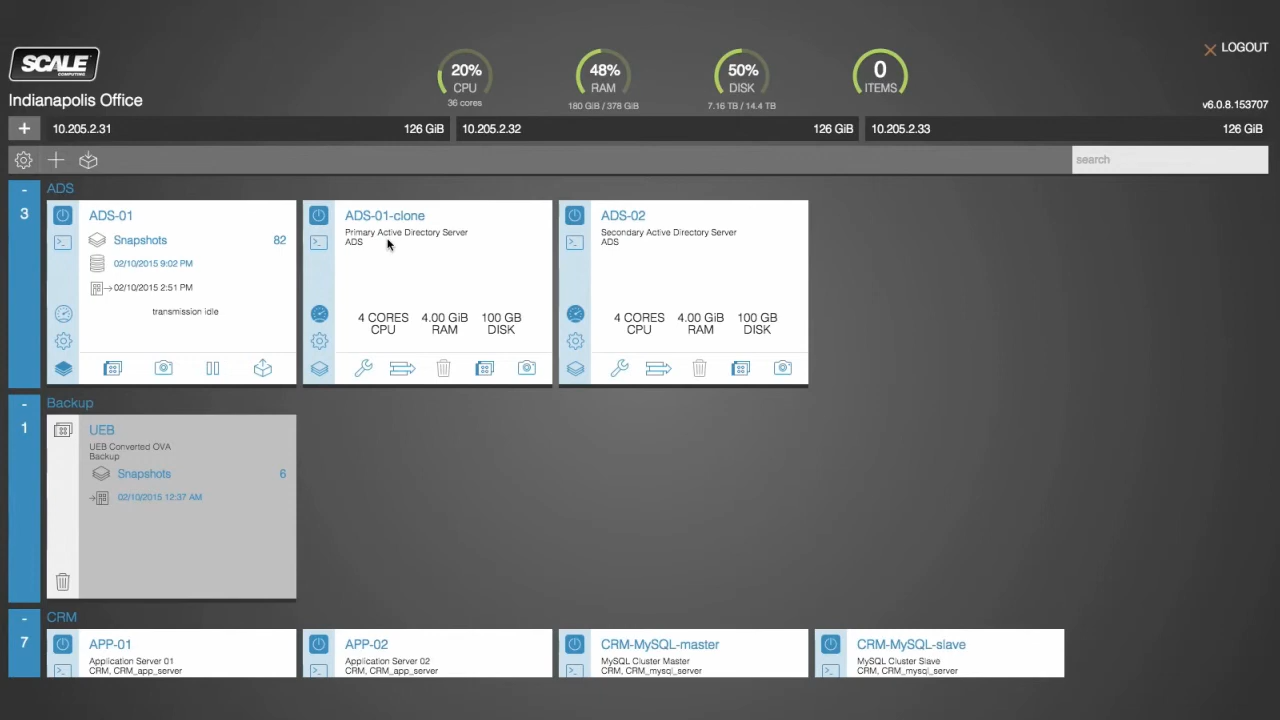 SCALE
COMPUTING
Indianapolis Office
20%
CPU
36 cores
48%
RAM
180 GiB / 378 GiB
50%
DISK
7.16 TB / 14.4 TB
0
ITEMS
LOGOUT
v6.0.8.153707
+ 10.205.2.31 126 GiB 10.205.2.32 126 GiB 10.205.2.33 126 GiB
search
-
3
ADS
ADS-01
Snapshots 82
02/10/2015 9:02 PM
02/10/2015 2:51 PM
transmission idle
ADS-01-clone
Primary Active Directory Server
ADS
4 CORES 4.00 GiB 100 GB
CPU RAM DISK
ADS-02
Secondary Active Directory Server
ADS
4 CORES 4.00 GiB 100 GB
CPU RAM DISK
-
1
Backup
UEB
UEB Converted OVA
Backup
Snapshots 6
02/10/2015 12:37 AM
-
7
CRM
APP-01
Application Server 01
CRM, CRM_app_server
APP-02
Application Server 02
CRM, CRM_app_server
CRM-MySQL-master
MySQL Cluster Master
CRM, CRM_mysql_server
CRM-MySQL-slave
MySQL Cluster Slave
CRM, CRM_mysql_server